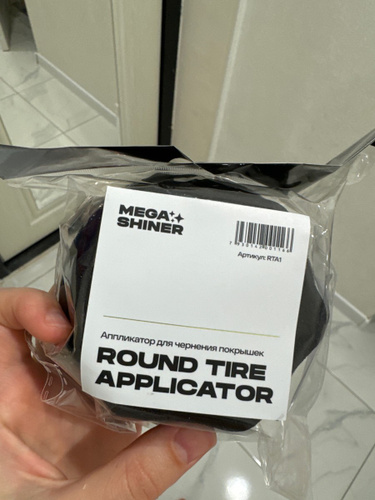 MEGA
SHINER
Артикул: RTA1
Аппликатор для чернения покрышек
ROUND TIRE
APPLICATOR